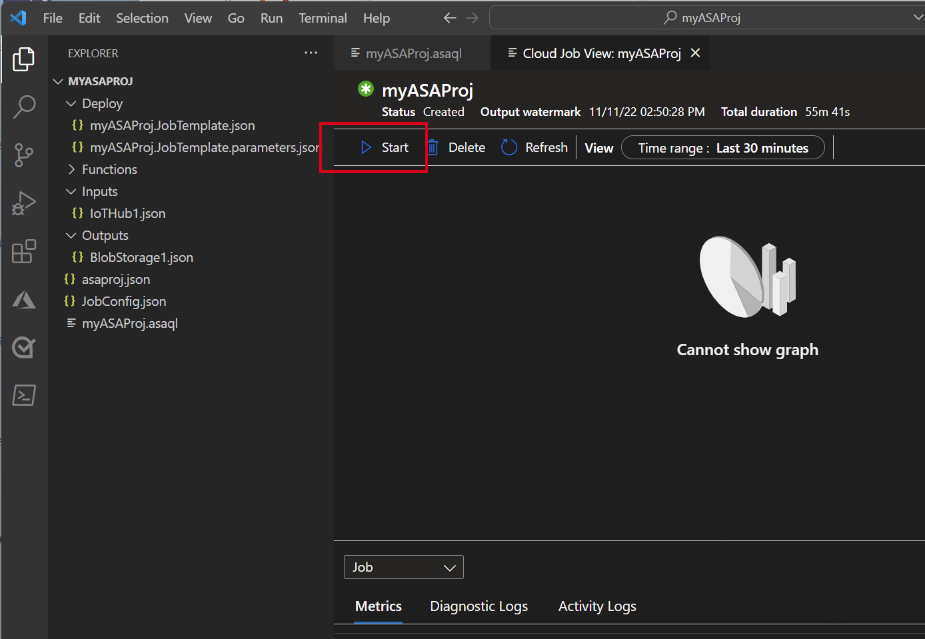 File Edit Selection View Go Run Terminal Help myASAProj
EXPLORER ···
MYASAPROJ
Deploy
{} myASAProj.JobTemplate.json
{} myASAProj.JobTemplate.parameters.json
Functions
Inputs
{} IoTHub1.json
Outputs
{} BlobStorage1.json
{} asaproj.json
{} JobConfig.json
myASAProj.asaql
myASAProj.asaql Cloud Job View: myASAProj
myASAProj
Status Created Output watermark 11/11/22 02:50:28 PM Total duration 55m 41s
Start Delete Refresh View Time range : Last 30 minutes
Cannot show graph
Job
Metrics Diagnostic Logs Activity Logs